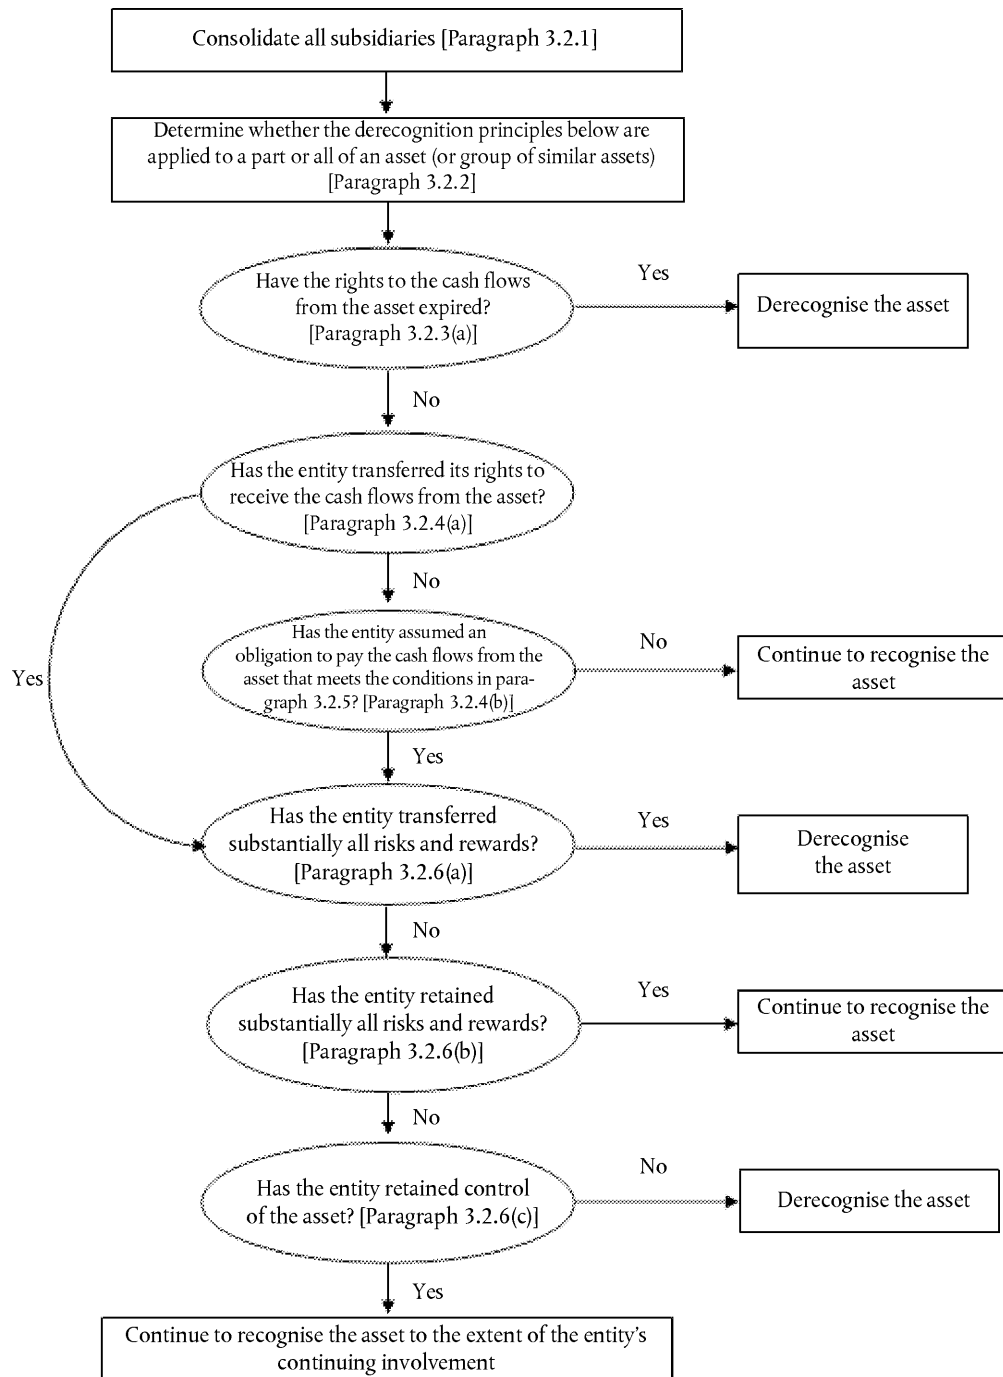 Consolidate all subsidiaries [Paragraph 3.2.1]
Determine whether the derecognition principles below are
applied to a part or all of an asset (or group of similar assets)
[Paragraph 3.2.2]
Have the rights to the cash flows
from the asset expired?
[Paragraph 3.2.3(a)]
Yes
Derecognise the asset
No
Has the entity transferred its rights to
receive the cash flows from the asset?
[Paragraph 3.2.4(a)]
Yes
No
Has the entity assumed an
obligation to pay the cash flows from the
asset that meets the conditions in para-
graph 3.2.5? [Paragraph 3.2.4(b)]
No
Continue to recognise the
asset
Yes
Has the entity transferred
substantially all risks and rewards?
[Paragraph 3.2.6(a)]
Yes
Derecognise
the asset
No
Has the entity retained
substantially all risks and rewards?
[Paragraph 3.2.6(b)]
Yes
Continue to recognise the
asset
No
Has the entity retained control
of the asset? [Paragraph 3.2.6(c)]
No
Derecognise the asset
Yes
Continue to recognise the asset to the extent of the entity's
continuing involvement